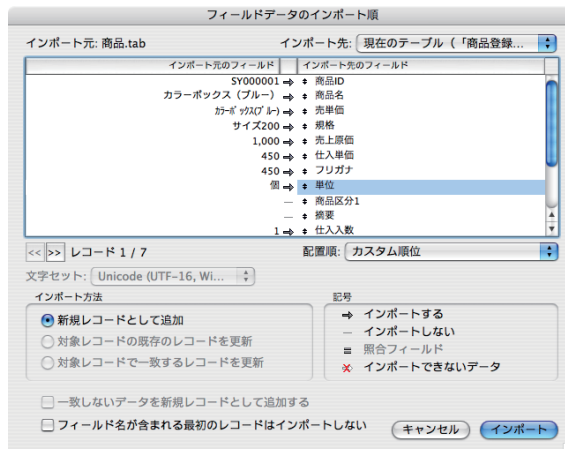 フィールドデータのインポート順
インポート元: 商品.tab インポート先: 現在のテーブル（「商品登録...
インポート元のフィールド インポート先のフィールド
SY000001 ⇒ 商品ID
カラーボックス（ブルー） ⇒ 商品名
ｶﾗｰﾎﾞｯｸｽ(ﾌﾞﾙｰ) ⇒ 売単価
サイズ200 ⇒ 規格
1,000 ⇒ 売上原価
450 ⇒ 仕入単価
450 ⇒ フリガナ
個 ⇒ 単位
— 商品区分1
— 摘要
1 ⇒ 仕入入数
<< >> レコード 1 / 7 配置順: カスタム順位
文字セット: Unicode (UTF-16, Wi...
インポート方法 記号
新規レコードとして追加 ⇒ インポートする
対象レコードの既存のレコードを更新 — インポートしない
対象レコードで一致するレコードを更新 = 照合フィールド
インポートできないデータ
一致しないデータを新規レコードとして追加する
フィールド名が含まれる最初のレコードはインポートしない キャンセル インポート